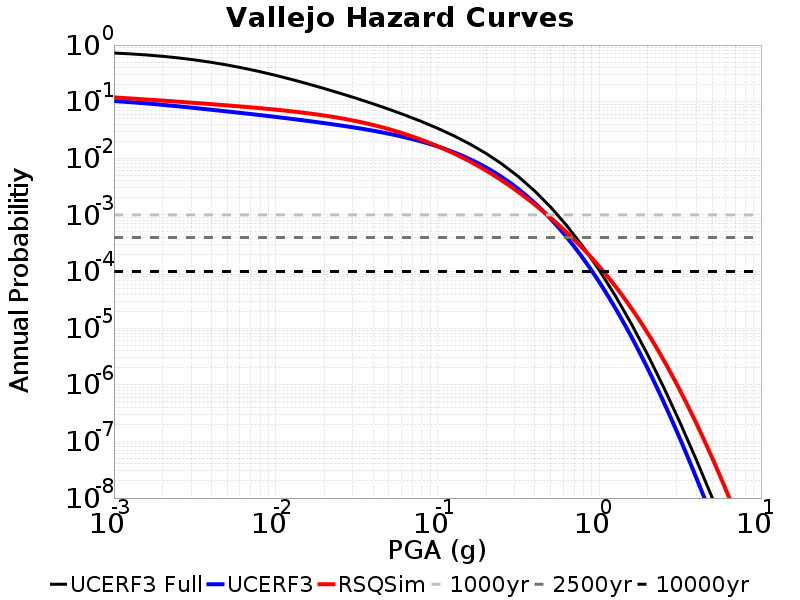 Vallejo Hazard Curves
Annual Probabilitiy
10^0
10^-1
10^-2
10^-3
10^-4
10^-5
10^-6
10^-7
10^-8
10^-3 10^-2 10^-1 10^0 10^1
PGA (g)
UCERF3 Full UCERF3 RSQSim 1000yr 2500yr 10000yr